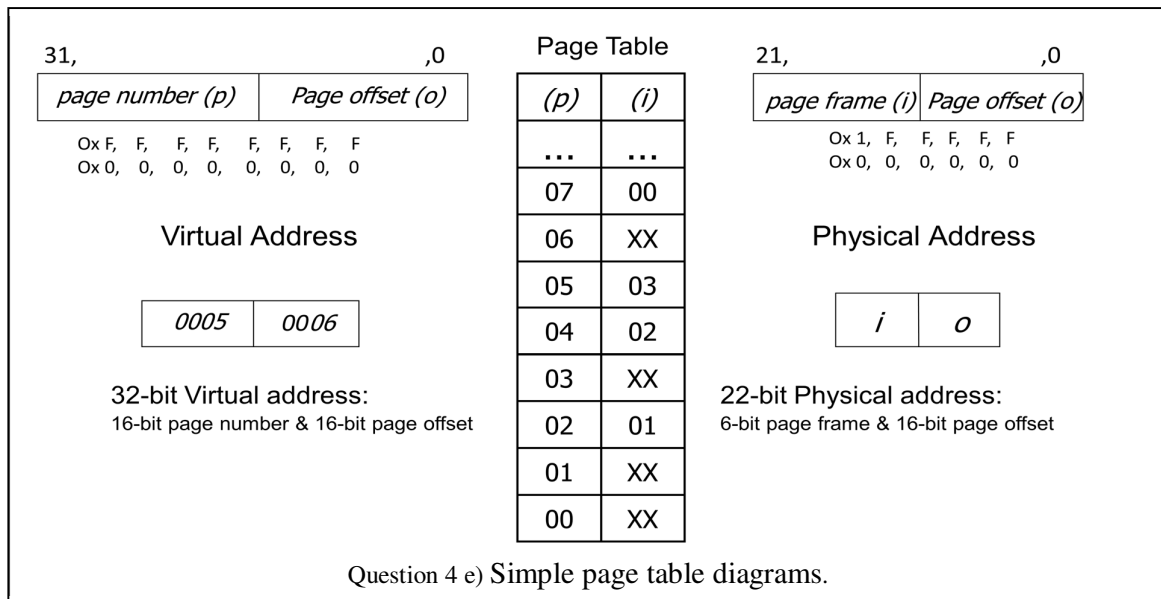 31, ,0
page number (p) Page offset (o)
Ox F, F, F, F, F, F, F, F
Ox 0, 0, 0, 0, 0, 0, 0, 0
Virtual Address
0005 0006
32-bit Virtual address:
16-bit page number & 16-bit page offset
Page Table
(p) (i)
... ...
07 00
06 XX
05 03
04 02
03 XX
02 01
01 XX
00 XX
21, ,0
page frame (i) Page offset (o)
Ox 1, F, F, F, F, F
Ox 0, 0, 0, 0, 0, 0
Physical Address
i o
22-bit Physical address:
6-bit page frame & 16-bit page offset
Question 4 e) Simple page table diagrams.